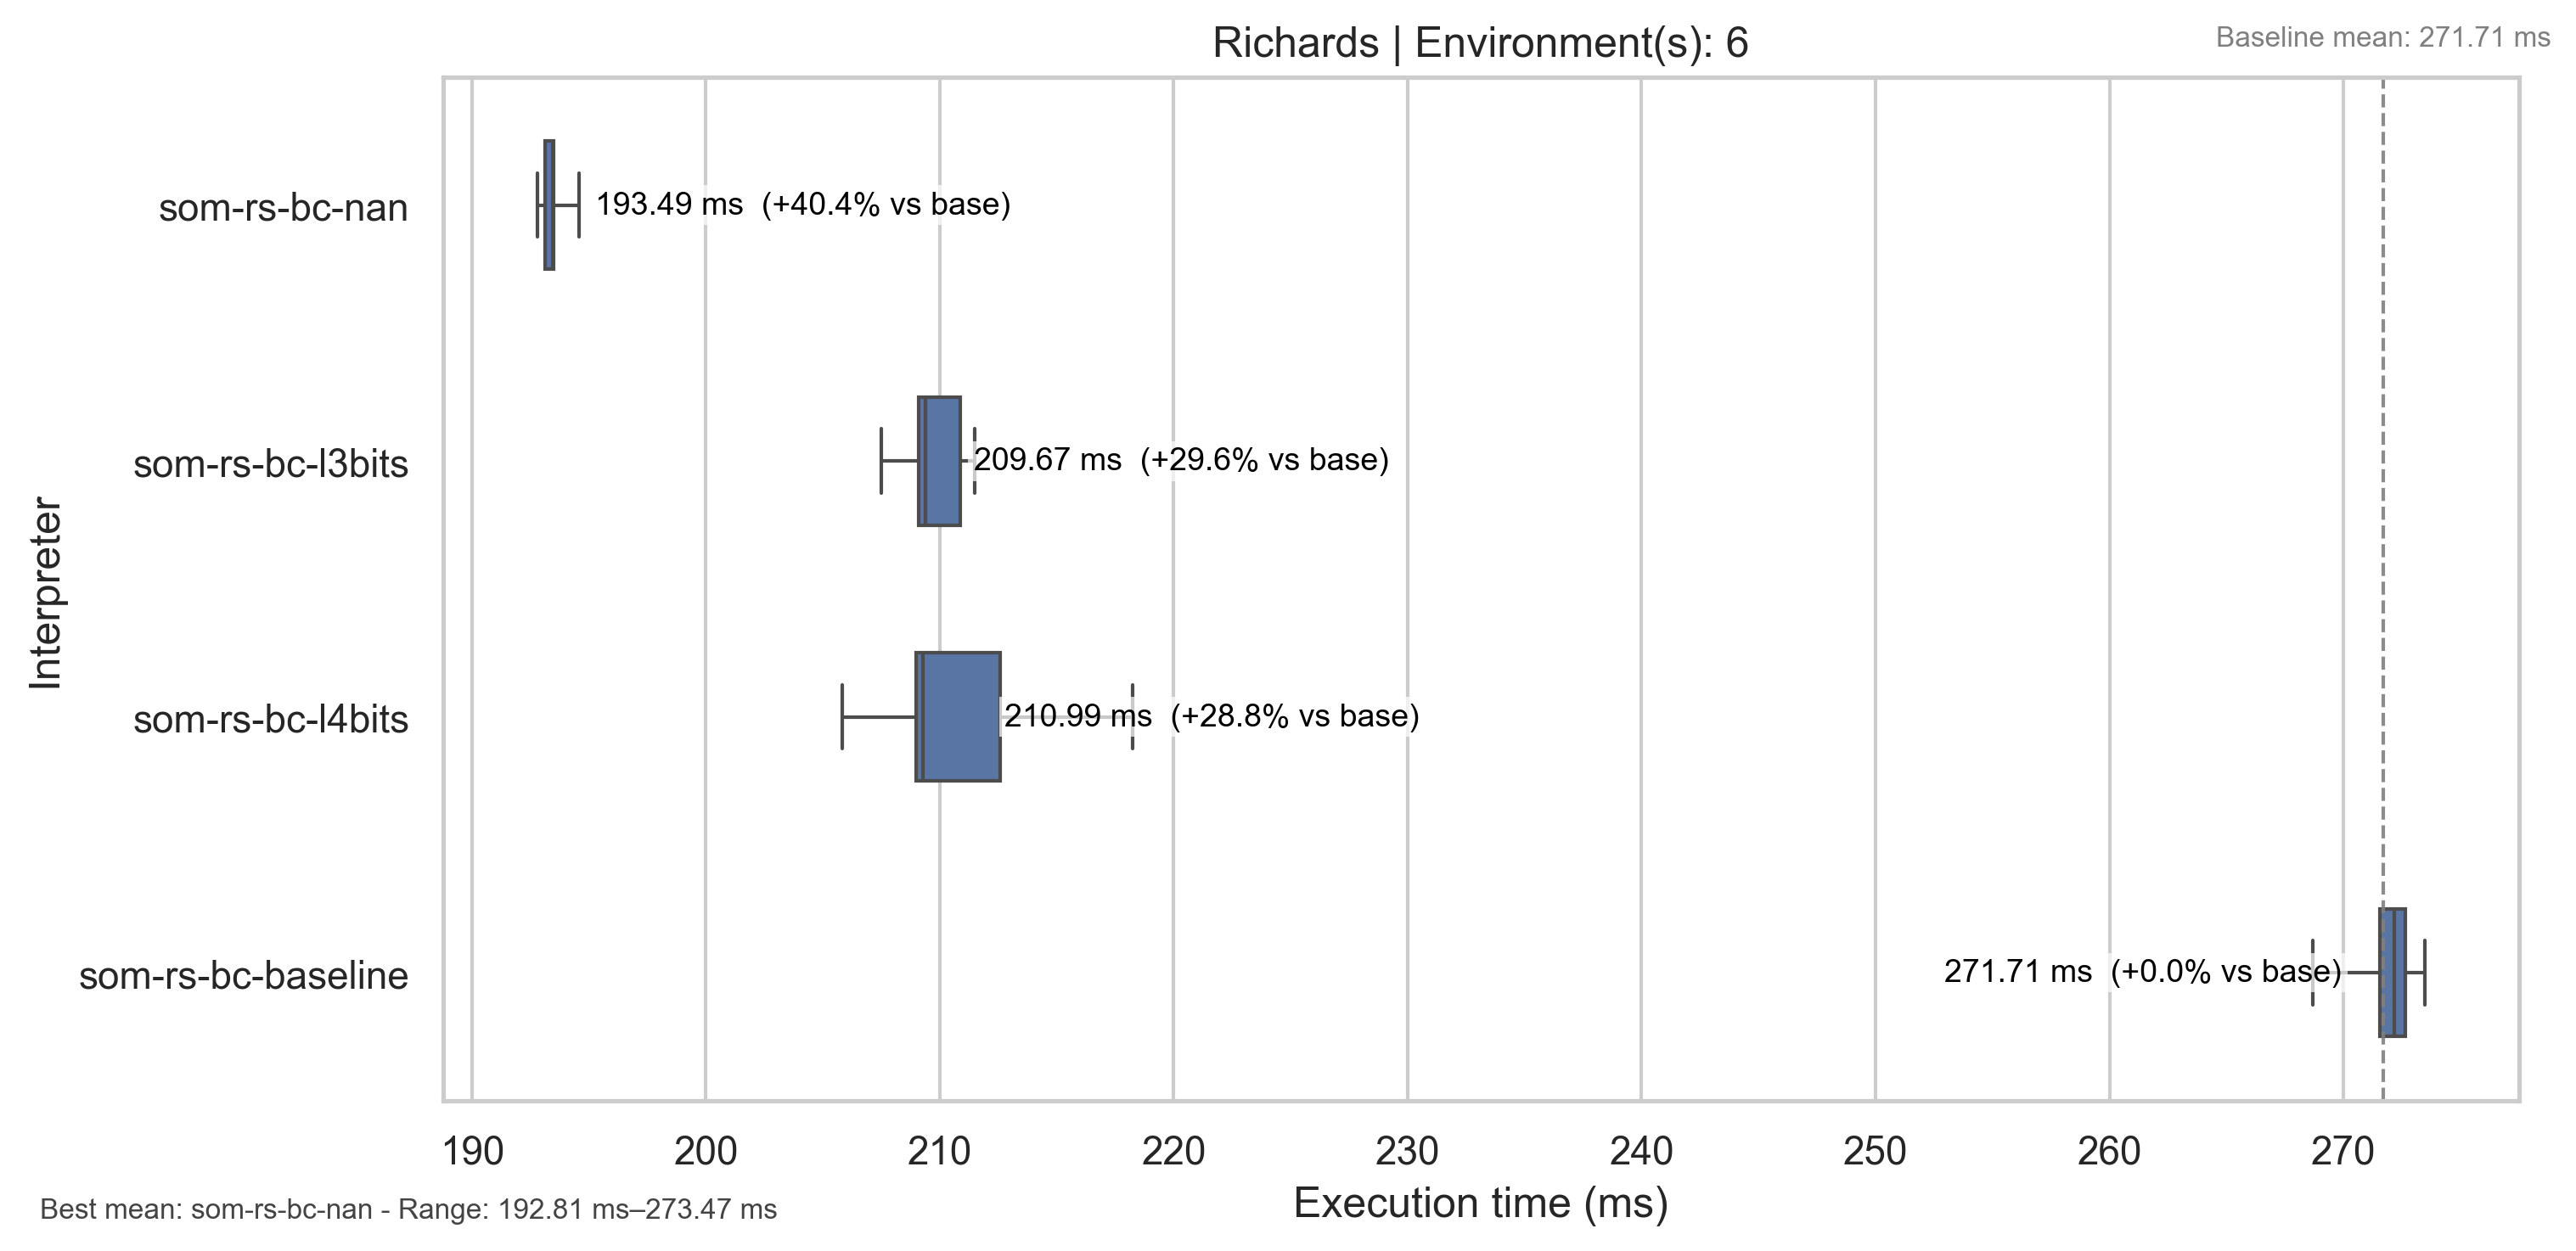 Richards | Environment(s): 6
Baseline mean: 271.71 ms
Interpreter
som-rs-bc-nan
193.49 ms (+40.4% vs base)
som-rs-bc-l3bits
209.67 ms (+29.6% vs base)
som-rs-bc-l4bits
210.99 ms (+28.8% vs base)
som-rs-bc-baseline
271.71 ms (+0.0% vs base)
190 200 210 220 230 240 250 260 270
Execution time (ms)
Best mean: som-rs-bc-nan - Range: 192.81 ms–273.47 ms